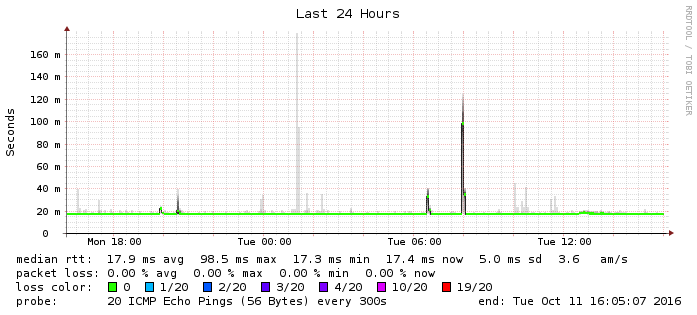 Last 24 Hours
RRDTOOL / TOBI OETIKER
Seconds
160 m
140 m
120 m
100 m
80 m
60 m
40 m
20 m
0
Mon 18:00 Tue 00:00 Tue 06:00 Tue 12:00
median rtt: 17.9 ms avg 98.5 ms max 17.3 ms min 17.4 ms now 5.0 ms sd 3.6 am/s
packet loss: 0.00 % avg 0.00 % max 0.00 % min 0.00 % now
loss color: 0 1/20 2/20 3/20 4/20 10/20 19/20
probe: 20 ICMP Echo Pings (56 Bytes) every 300s end: Tue Oct 11 16:05:07 2016